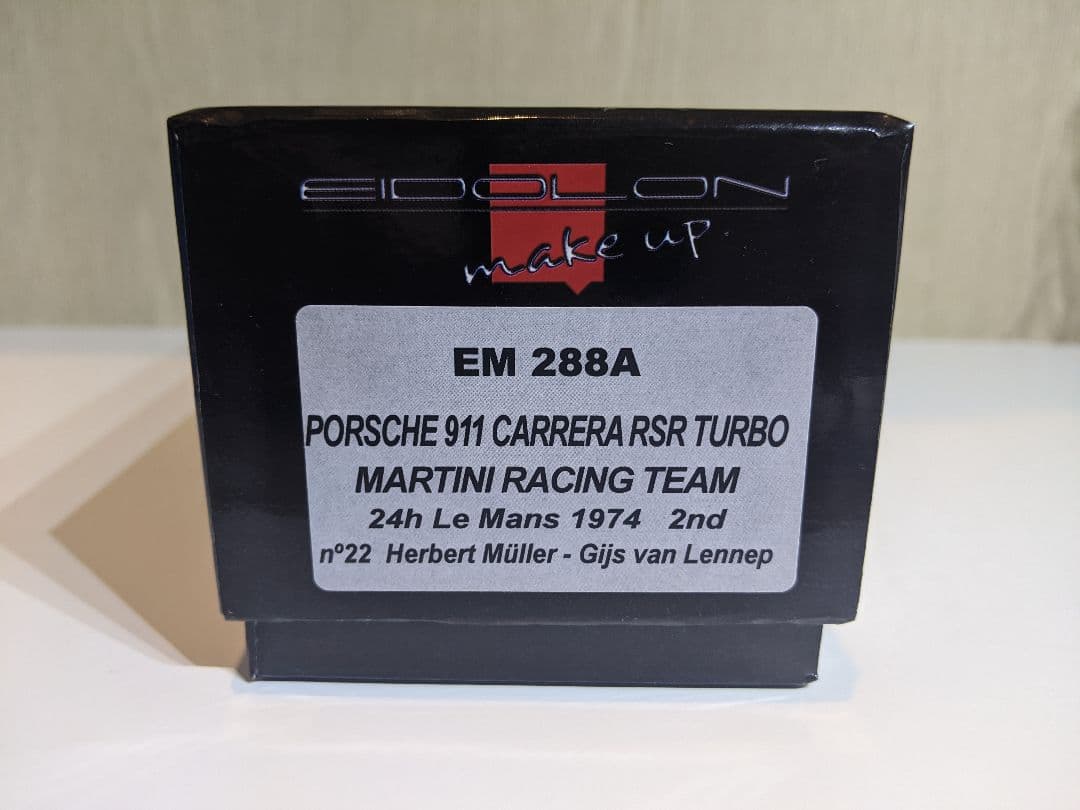 EIDOLON
make up.
EM 288A
PORSCHE 911 CARRERA RSR TURBO
MARTINI RACING TEAM
24h Le Mans 1974 2nd
nº22 Herbert Müller - Gijs van Lennep